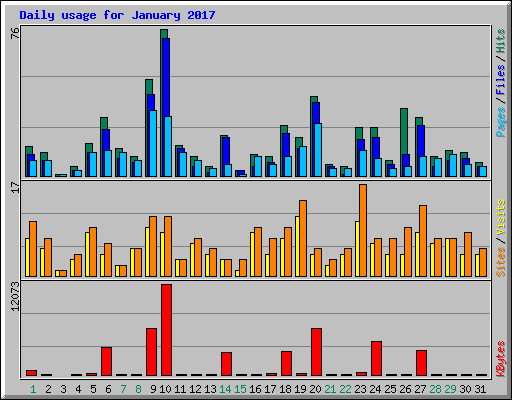 Daily usage for January 2017
76
17
12073
Pages / Files / Hits
Sites / Visits
KBytes
1 2 3 4 5 6 7 8 9 10 11 12 13 14 15 16 17 18 19 20 21 22 23 24 25 26 27 28 29 30 31